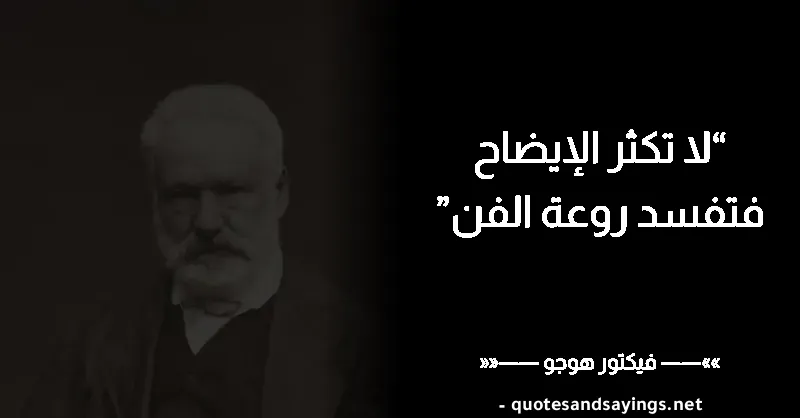 “لا تكثر الإيضاح
فتفسد روعة الفن”
»»—— فيكتور هوجو ——««
- quotesandsayings.net